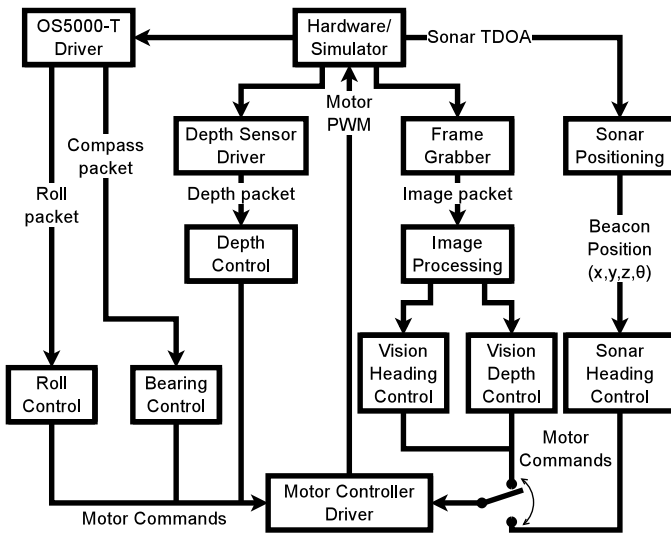 OS5000-T
Driver
Hardware/
Simulator
Sonar TDOA
Motor
PWM
Depth Sensor
Driver
Frame
Grabber
Sonar
Positioning
Compass
packet
Roll
packet
Depth packet
Image packet
Depth
Control
Image
Processing
Beacon
Position
(x,y,z,θ)
Roll
Control
Bearing
Control
Vision
Heading
Control
Vision
Depth
Control
Sonar
Heading
Control
Motor
Commands
Motor Controller
Driver
Motor Commands